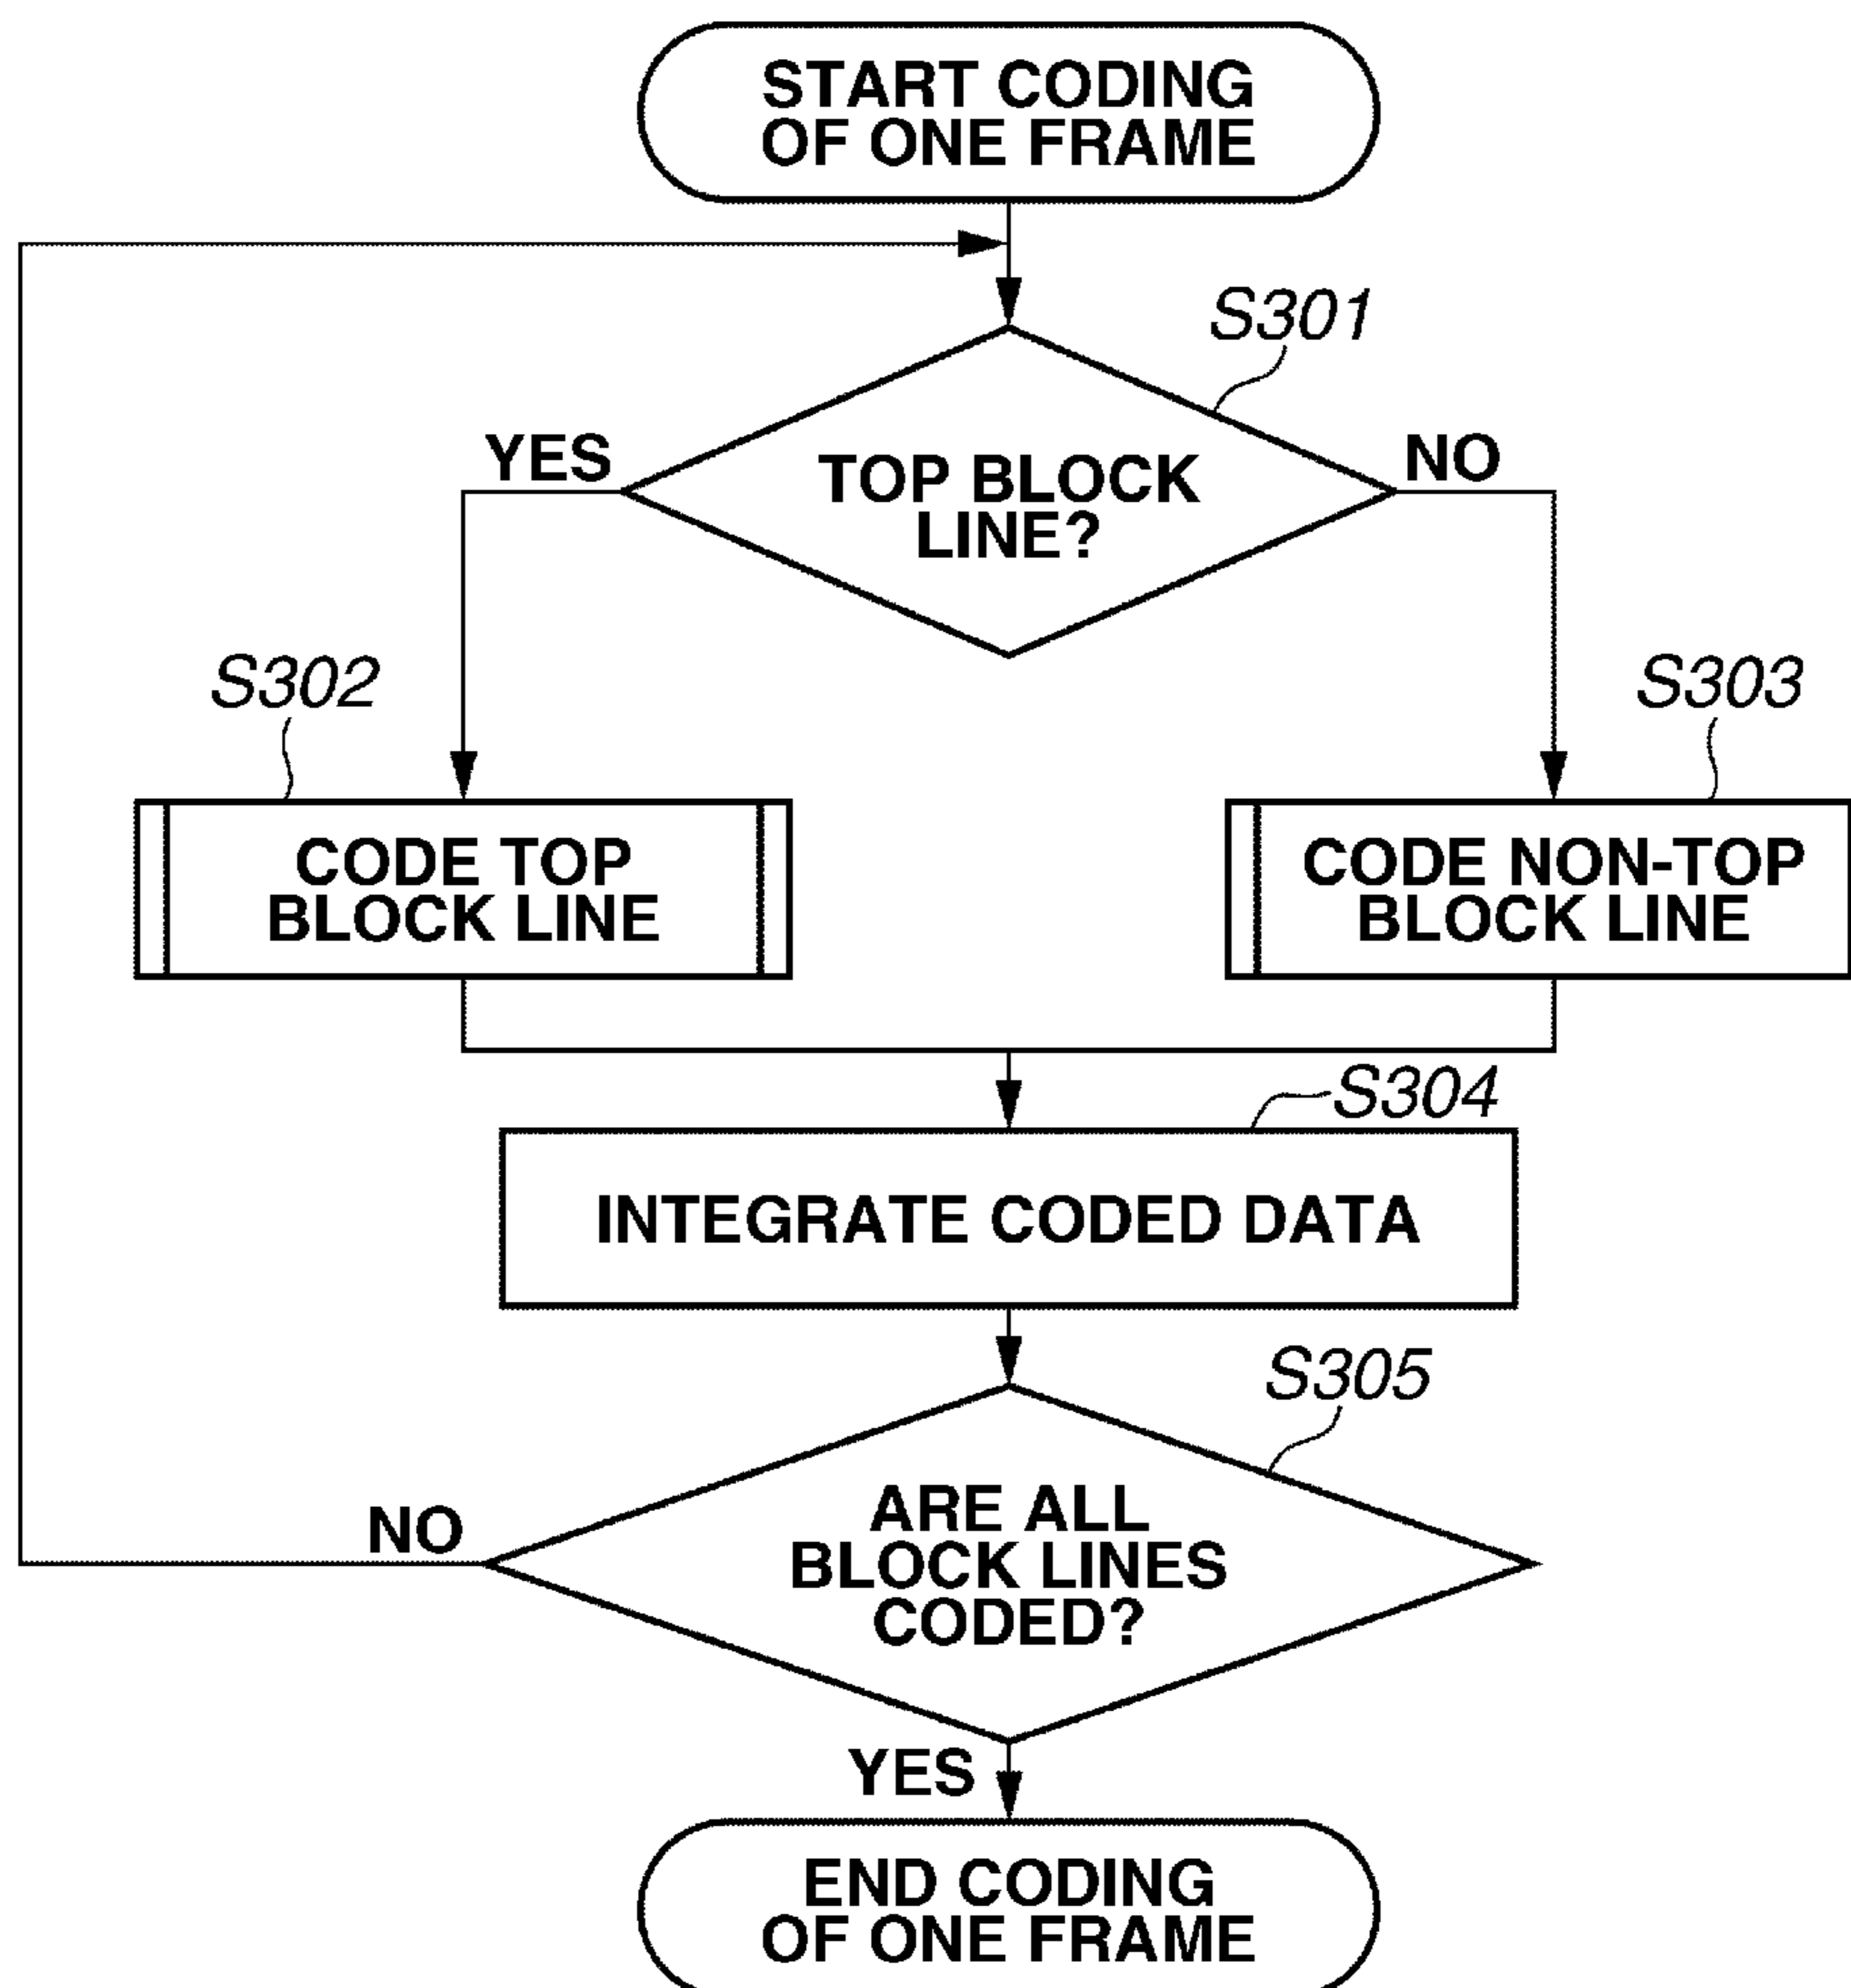 START CODING
OF ONE FRAME
S301
YES
NO
TOP BLOCK
LINE?
S302
S303
CODE TOP
BLOCK LINE
CODE NON-TOP
BLOCK LINE
S304
INTEGRATE CODED DATA
S305
NO
ARE ALL
BLOCK LINES
CODED?
YES
END CODING
OF ONE FRAME